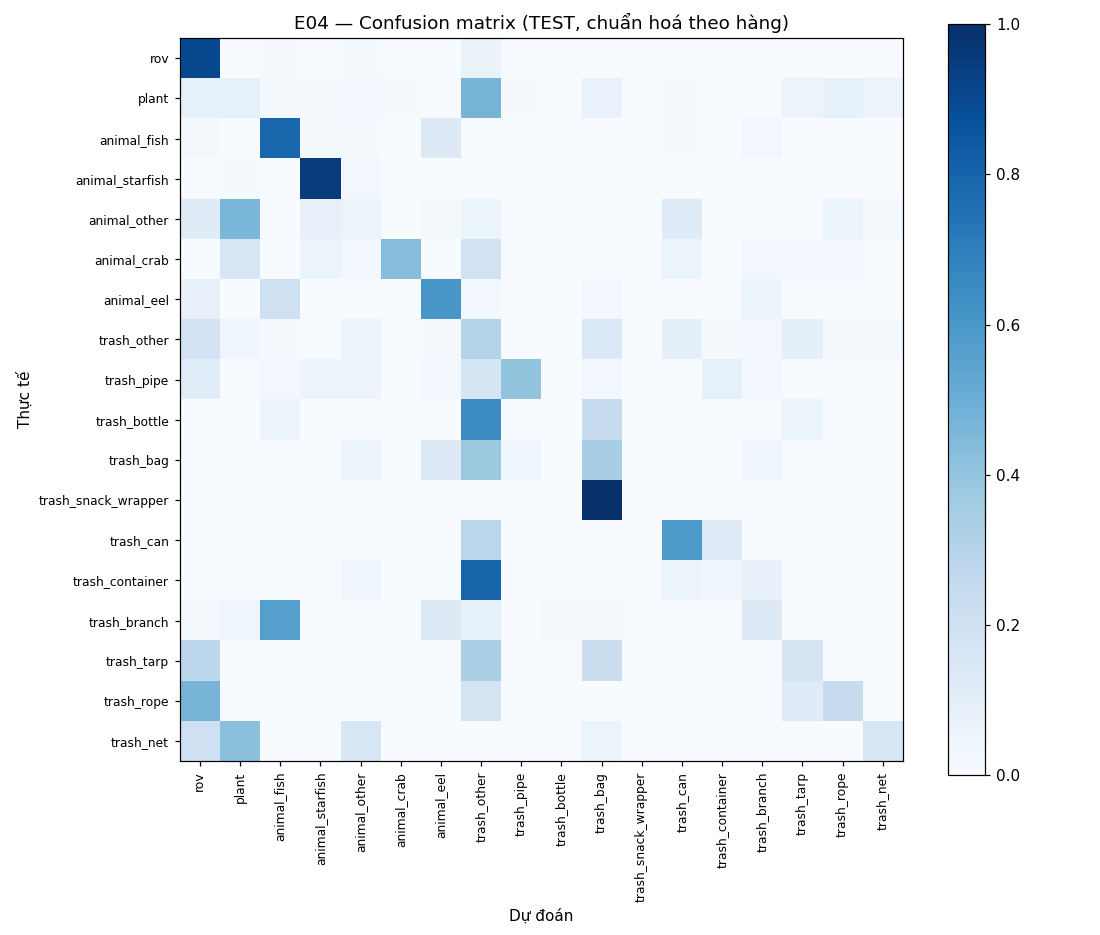 E04 — Confusion matrix (TEST, chuẩn hoá theo hàng)
Thực tế
rov
plant
animal_fish
animal_starfish
animal_other
animal_crab
animal_eel
trash_other
trash_pipe
trash_bottle
trash_bag
trash_snack_wrapper
trash_can
trash_container
trash_branch
trash_tarp
trash_rope
trash_net
rov
plant
animal_fish
animal_starfish
animal_other
animal_crab
animal_eel
trash_other
trash_pipe
trash_bottle
trash_bag
trash_snack_wrapper
trash_can
trash_container
trash_branch
trash_tarp
trash_rope
trash_net
Dự đoán
1.0
0.8
0.6
0.4
0.2
0.0